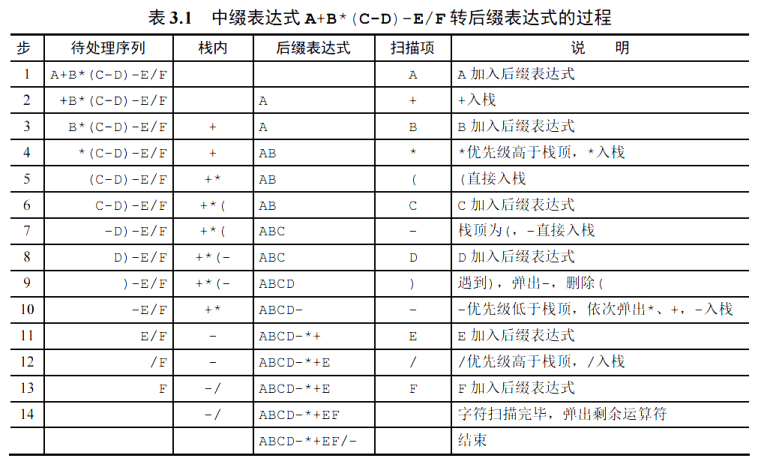 表 3.1 中缀表达式 A+B*(C-D)-E/F 转后缀表达式的过程
步 待处理序列 栈内 后缀表达式 扫描项 说 明
1 A+B*(C-D)-E/F A A 加入后缀表达式
2 +B*(C-D)-E/F A + +入栈
3 B*(C-D)-E/F + A B B 加入后缀表达式
4 *(C-D)-E/F + AB * *优先级高于栈顶，*入栈
5 (C-D)-E/F +* AB ( (直接入栈
6 C-D)-E/F +*( AB C C 加入后缀表达式
7 -D)-E/F +*( ABC - 栈顶为(，-直接入栈
8 D)-E/F +*(- ABC D D 加入后缀表达式
9 )-E/F +*(- ABCD ) 遇到)，弹出-，删除(
10 -E/F +* ABCD- - -优先级低于栈顶，依次弹出*、+，-入栈
11 E/F - ABCD-*+ E E 加入后缀表达式
12 /F - ABCD-*+E / /优先级高于栈顶，/入栈
13 F -/ ABCD-*+E F F 加入后缀表达式
14 -/ ABCD-*+EF 字符扫描完毕，弹出剩余运算符
ABCD-*+EF/- 结束